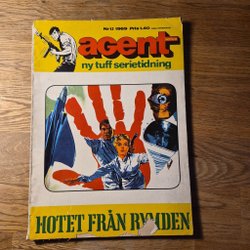 Nr 12 1969 Pris 1.40
agent
ny tuff serietidning
HOTET FRÅN RYMDEN